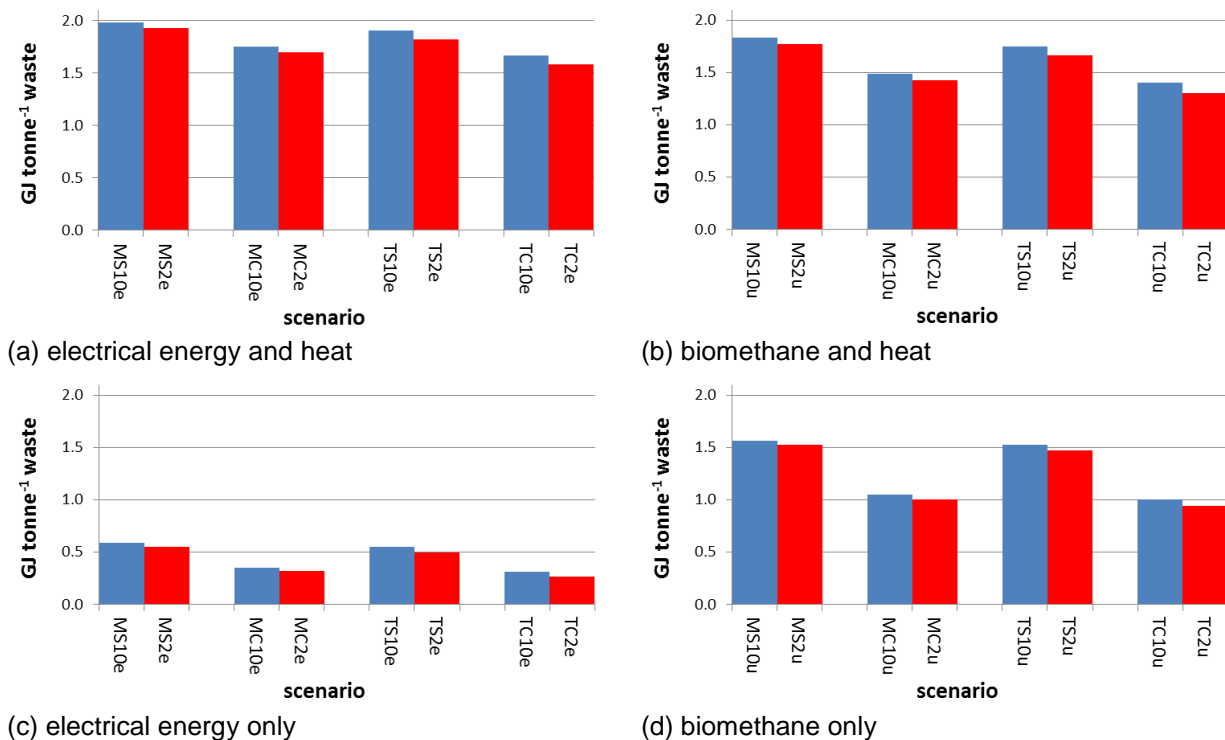 GJ tonne⁻¹ waste
2.0
1.5
1.0
0.5
0.0
MS10e
MS2e
MC10e
MC2e
TS10e
TS2e
TC10e
TC2e
scenario
(a) electrical energy and heat
GJ tonne⁻¹ waste
2.0
1.5
1.0
0.5
0.0
MS10u
MS2u
MC10u
MC2u
TS10u
TS2u
TC10u
TC2u
scenario
(b) biomethane and heat
GJ tonne⁻¹ waste
2.0
1.5
1.0
0.5
0.0
MS10e
MS2e
MC10e
MC2e
TS10e
TS2e
TC10e
TC2e
scenario
(c) electrical energy only
GJ tonne⁻¹ waste
2.0
1.5
1.0
0.5
0.0
MS10u
MS2u
MC10u
MC2u
TS10u
TS2u
TC10u
TC2u
scenario
(d) biomethane only